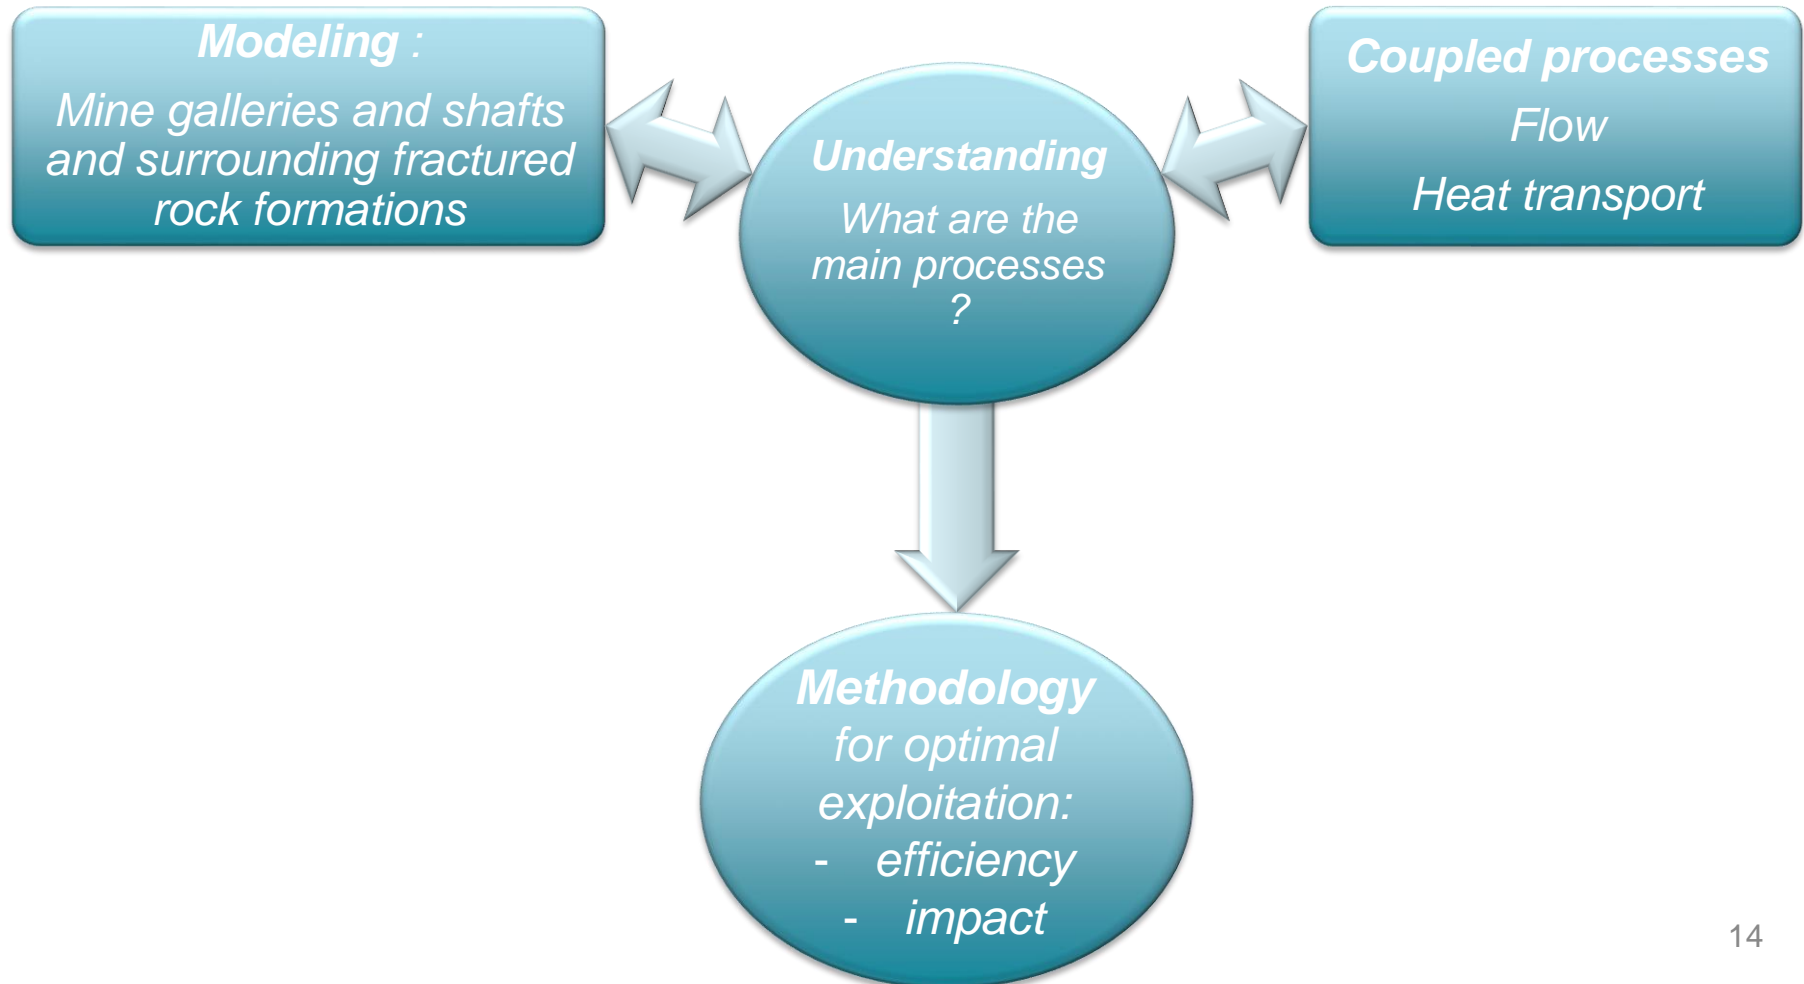 Modeling :
Mine galleries and shafts
and surrounding fractured
rock formations
Understanding
What are the
main processes
?
Coupled processes
Flow
Heat transport
Methodology
for optimal
exploitation:
- efficiency
- impact
14